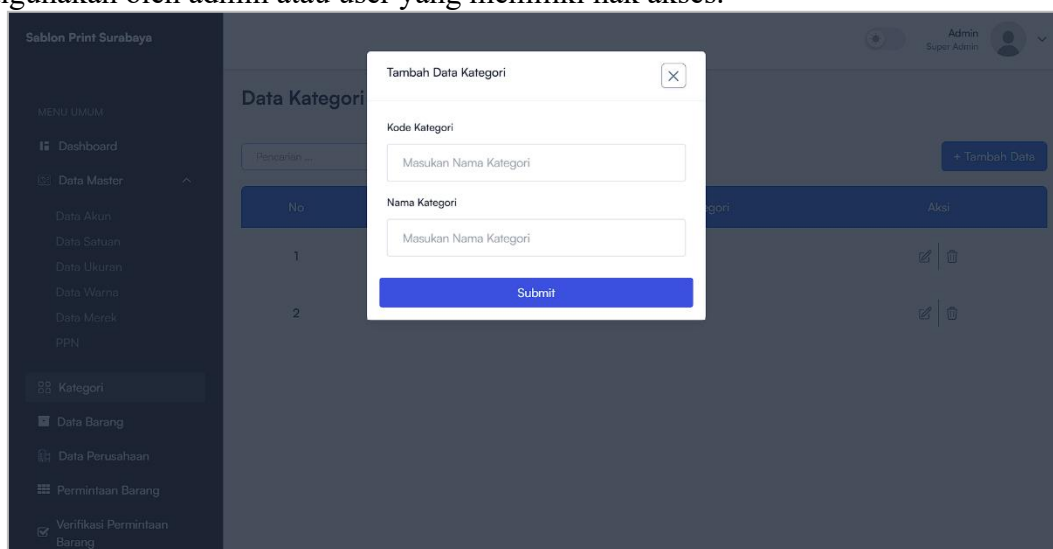 digunakan oleh admin atau user yang memiliki hak akses.
Sablon Print Surabaya
Admin
Super Admin
Tambah Data Kategori
Data Kategori
MENU UMUM
Kode Kategori
Dashboard
Pencarian ...
Masukan Nama Kategori
+ Tambah Data
Data Master
Nama Kategori
No
Aksi
Data Akun
Masukan Nama Kategori
Data Satuan
1
Data Ukuran
Submit
Data Warna
2
Data Merek
PPN
Kategori
Data Barang
Data Perusahaan
Permintaan Barang
Verifikasi Permintaan
Barang